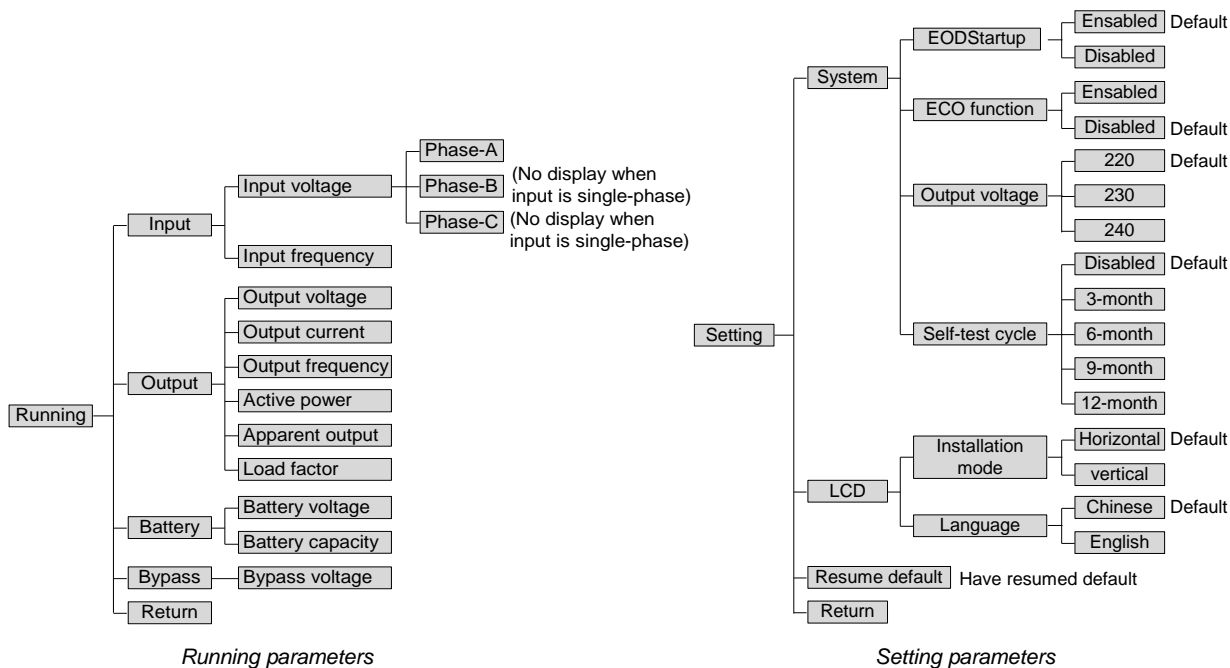 Running
Input
Input voltage
Phase-A
Phase-B
(No display when
input is single-phase)
Phase-C
(No display when
input is single-phase)
Input frequency
Output
Output voltage
Output current
Output frequency
Active power
Apparent output
Load factor
Battery
Battery voltage
Battery capacity
Bypass
Bypass voltage
Return
Running parameters
Setting
System
EODStartup
Ensabled
Default
Disabled
ECO function
Ensabled
Disabled
Default
Output voltage
220
Default
230
240
Self-test cycle
Disabled
Default
3-month
6-month
9-month
12-month
LCD
Installation
mode
Horizontal
Default
vertical
Language
Chinese
Default
English
Resume default
Have resumed default
Return
Setting parameters